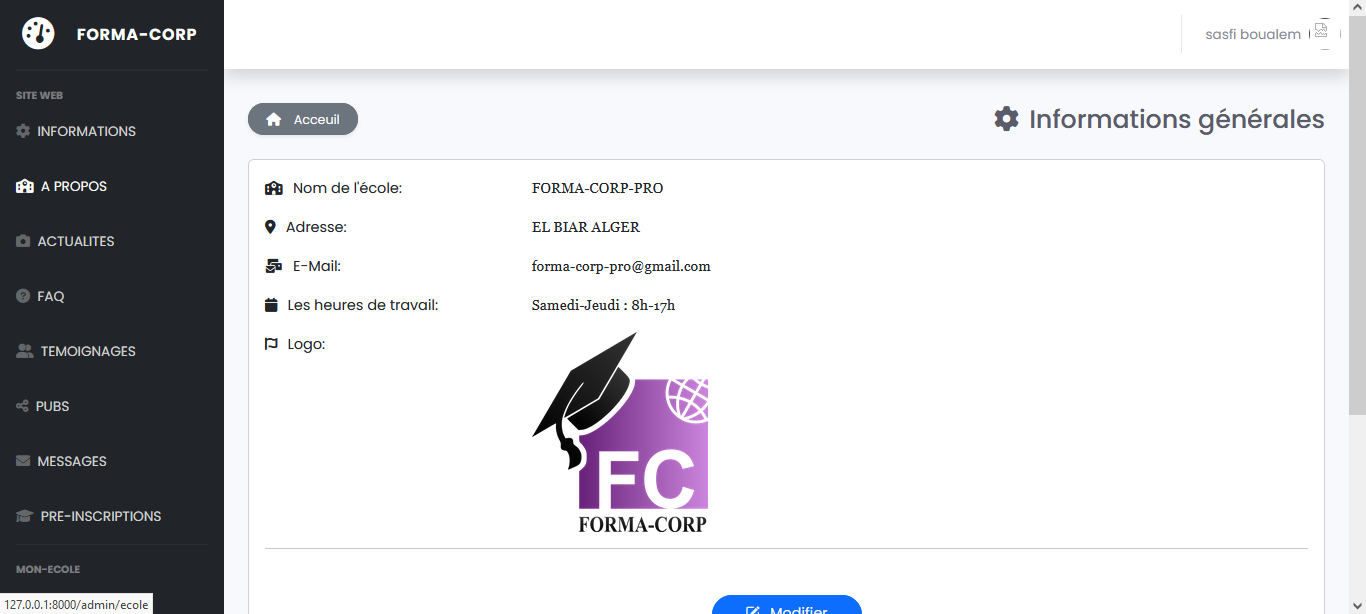 FORMA-CORP
sasfi boualem
SITE WEB
INFORMATIONS
A PROPOS
ACTUALITES
FAQ
TEMOIGNAGES
PUBS
MESSAGES
PRE-INSCRIPTIONS
MON-ECOLE
127.0.0.1:8000/admin/ecole
Acceuil
Informations générales
Nom de l'école: FORMA-CORP-PRO
Adresse: EL BIAR ALGER
E-Mail: forma-corp-pro@gmail.com
Les heures de travail: Samedi-Jeudi : 8h-17h
Logo:
FC
FORMA-CORP
Modifier